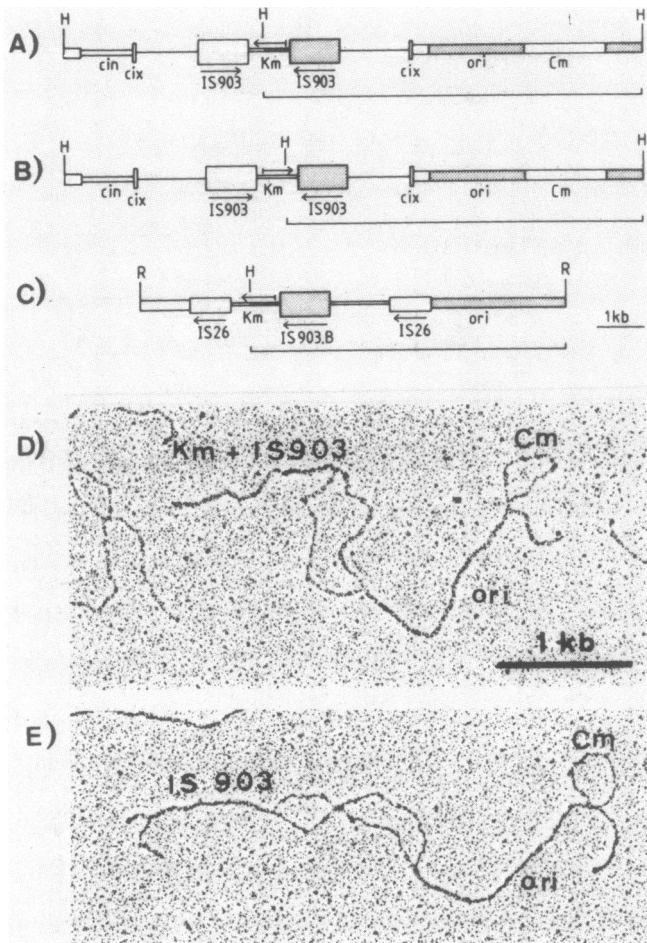 H H H
A)
cin cix IS903 Km IS903 cix ori Cm
H H H
B)
cin cix IS903 Km IS903 cix ori Cm
R H R
C)
IS26 Km IS903.B IS26 ori 1kb
D)
Km + IS903 Cm
ori
1 kb
E)
IS 903 Cm
ori